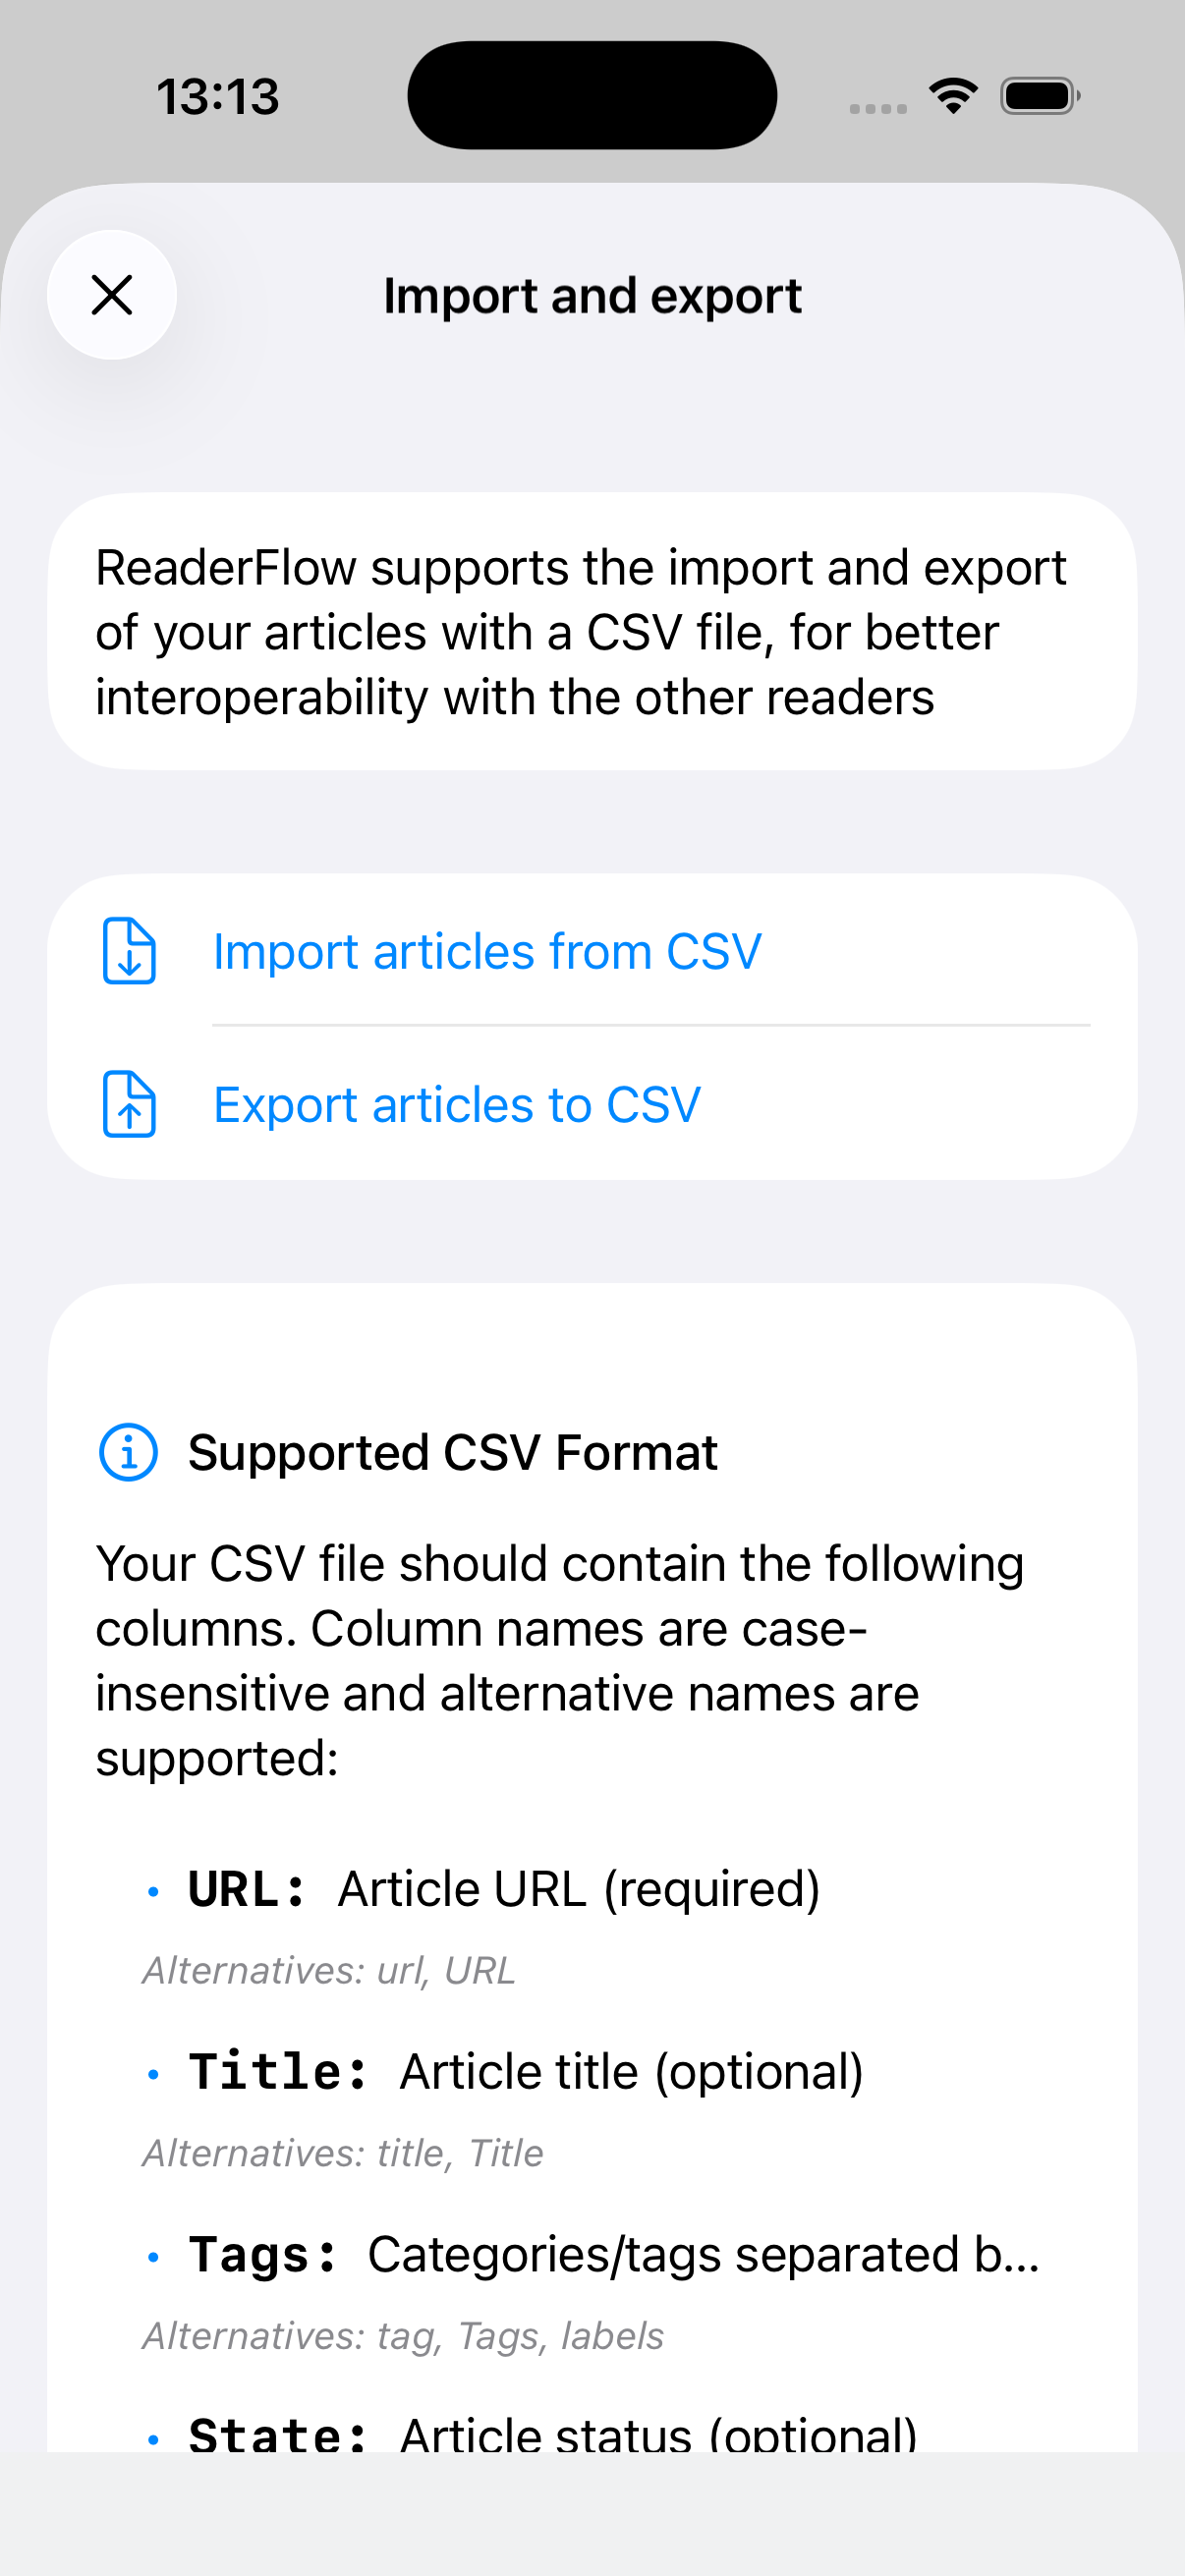 13:13
Import and export
ReaderFlow supports the import and export
of your articles with a CSV file, for better
interoperability with the other readers
Import articles from CSV
Export articles to CSV
Supported CSV Format
Your CSV file should contain the following
columns. Column names are case-
insensitive and alternative names are
supported:
• URL: Article URL (required)
Alternatives: url, URL
• Title: Article title (optional)
Alternatives: title, Title
• Tags: Categories/tags separated b...
Alternatives: tag, Tags, labels
• State: Article status (optional)